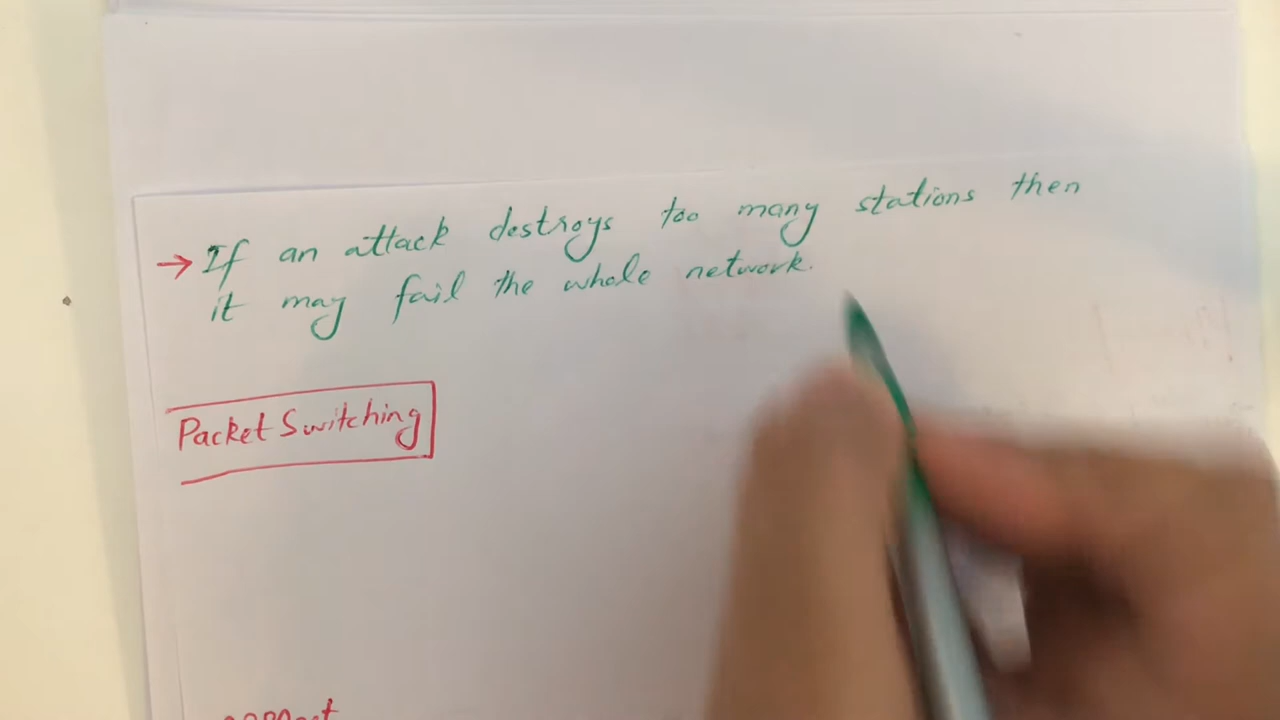 → If an attack destroys too many stations then
it may fail the whole network.
Packet Switching